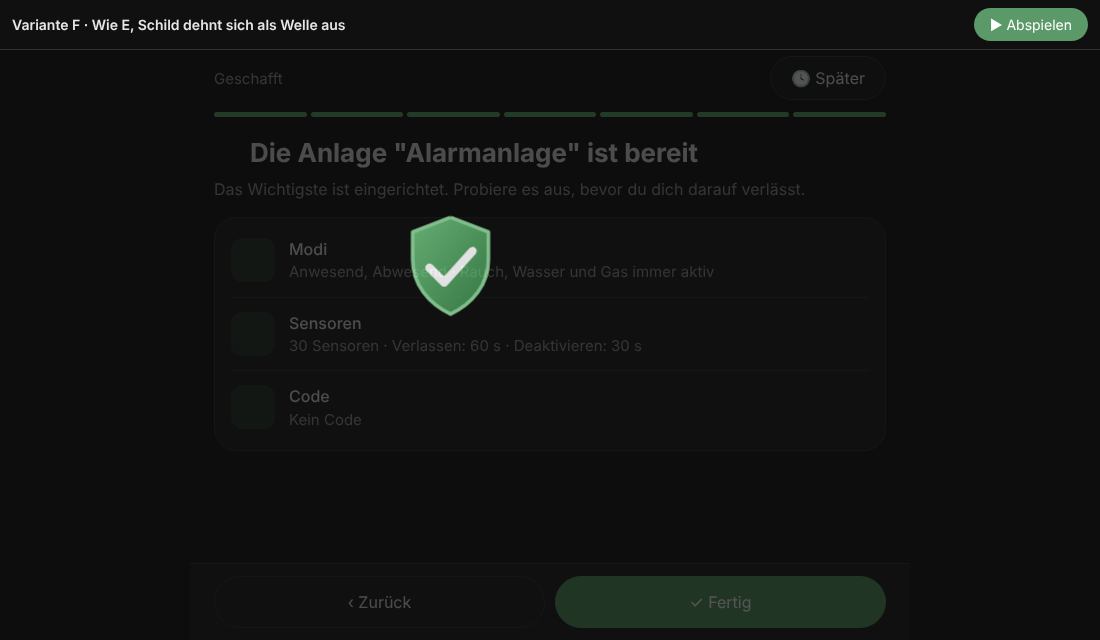 Variante F · Wie E, Schild dehnt sich als Welle aus
▶ Abspielen
Geschafft
🕓 Später
Die Anlage "Alarmanlage" ist bereit
Das Wichtigste ist eingerichtet. Probiere es aus, bevor du dich darauf verlässt.
Modi
Anwesend, Abwesend, Rauch, Wasser und Gas immer aktiv
Sensoren
30 Sensoren · Verlassen: 60 s · Deaktivieren: 30 s
Code
Kein Code
‹ Zurück
✓ Fertig